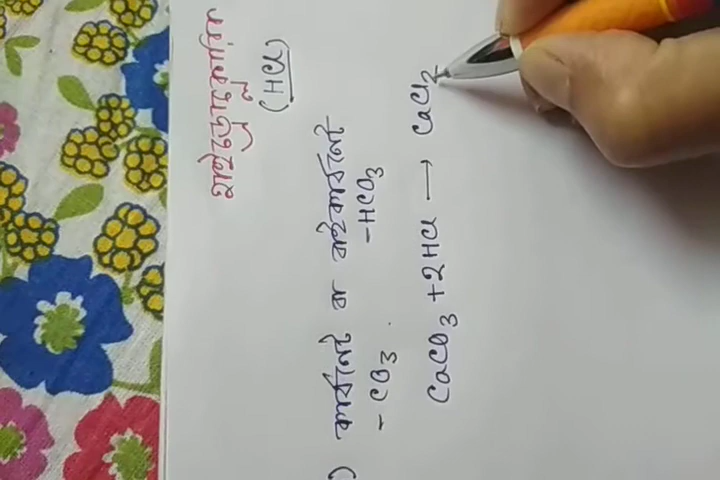 হাইড্রোক্লোরিক
(HCl)
) কার্বনেট বা বাইকার্বনেট
- CO3 -HCO3
CaCO3 + 2HCl → CaCl2